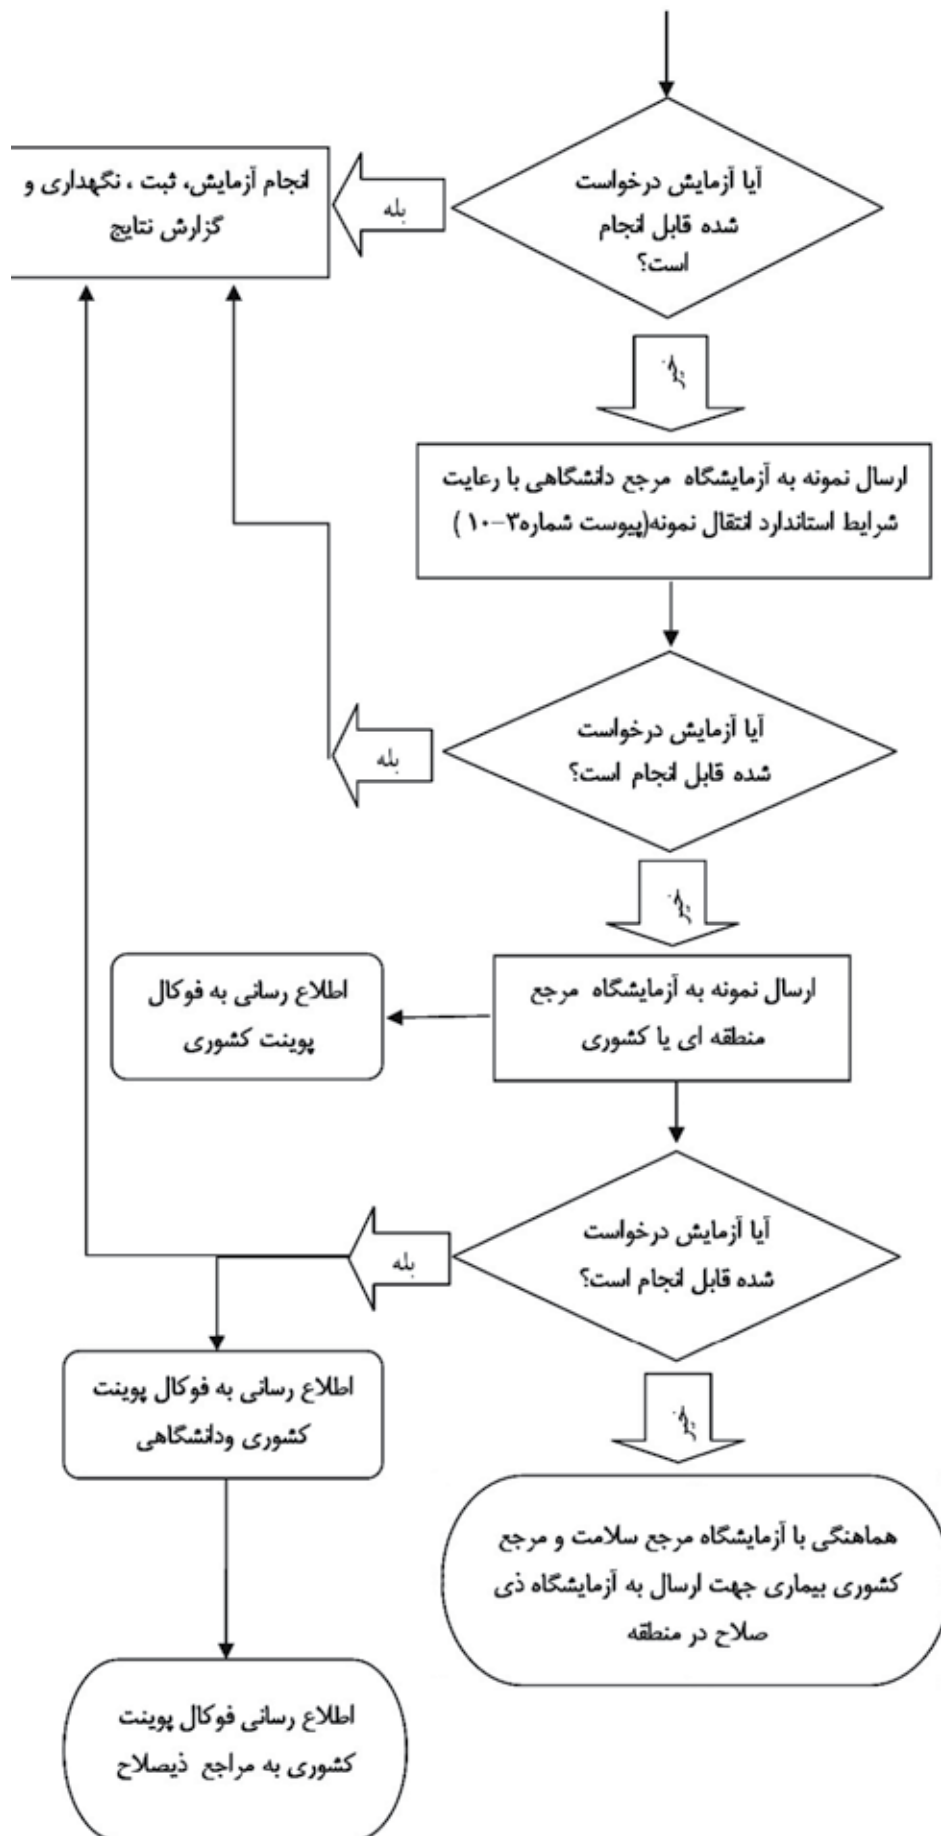 آیا آزمایش درخواست
شده قابل انجام
است؟
بله
انجام آزمایش، ثبت ، نگهداری و
گزارش نتایج
خیر
ارسال نمونه به آزمایشگاه مرجع دانشگاهی با رعایت
شرایط استاندارد انتقال نمونه(پیوست شماره۳-۱۰ )
آیا آزمایش درخواست
شده قابل انجام است؟
بله
خیر
ارسال نمونه به آزمایشگاه مرجع
منطقه ای یا کشوری
اطلاع رسانی به فوکال
پوینت کشوری
آیا آزمایش درخواست
شده قابل انجام است؟
بله
اطلاع رسانی به فوکال پوینت
کشوری ودانشگاهی
خیر
هماهنگی با آزمایشگاه مرجع سلامت و مرجع
کشوری بیماری جهت ارسال به آزمایشگاه ذی
صلاح در منطقه
اطلاع رسانی فوکال پوینت
کشوری به مراجع ذیصلاح